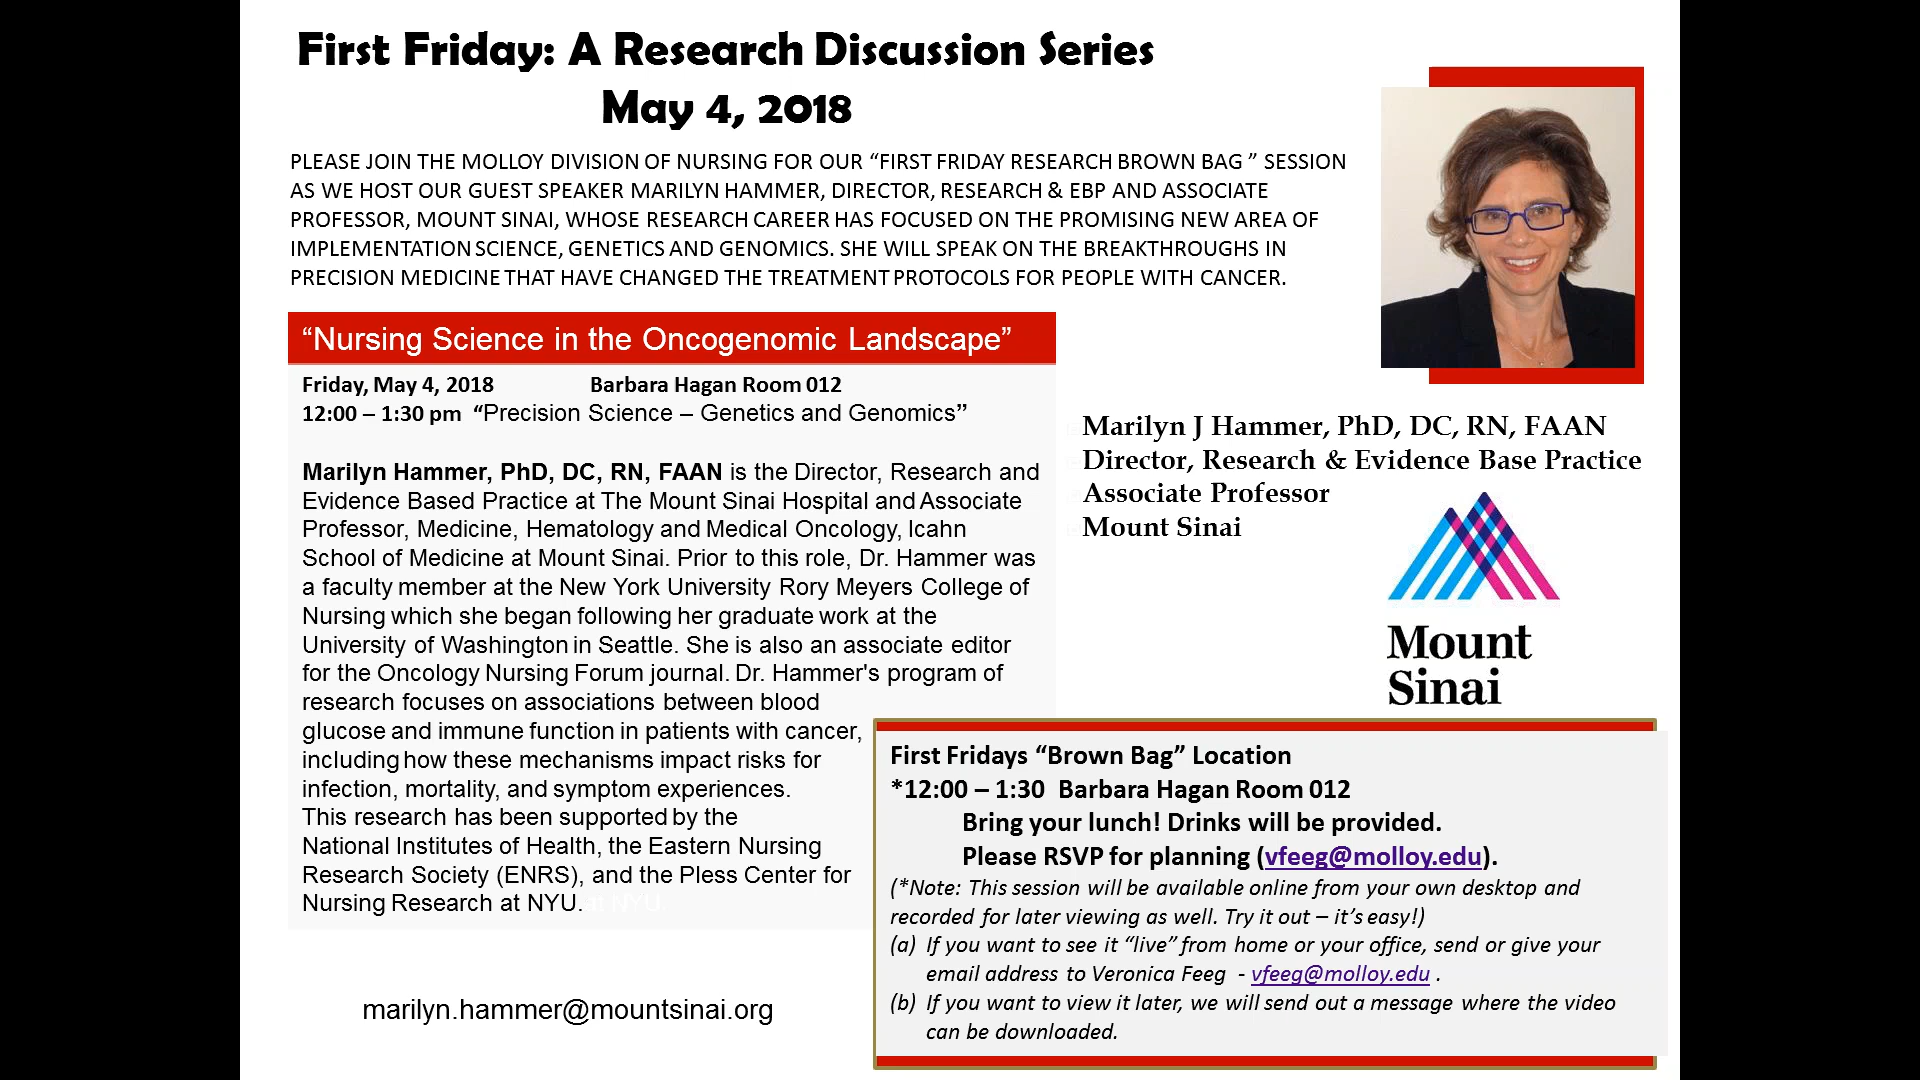 First Friday: A Research Discussion Series
May 4, 2018
PLEASE JOIN THE MOLLOY DIVISION OF NURSING FOR OUR “FIRST FRIDAY RESEARCH BROWN BAG ” SESSION
AS WE HOST OUR GUEST SPEAKER MARILYN HAMMER, DIRECTOR, RESEARCH & EBP AND ASSOCIATE
PROFESSOR, MOUNT SINAI, WHOSE RESEARCH CAREER HAS FOCUSED ON THE PROMISING NEW AREA OF
IMPLEMENTATION SCIENCE, GENETICS AND GENOMICS. SHE WILL SPEAK ON THE BREAKTHROUGHS IN
PRECISION MEDICINE THAT HAVE CHANGED THE TREATMENT PROTOCOLS FOR PEOPLE WITH CANCER.
“Nursing Science in the Oncogenomic Landscape”
Friday, May 4, 2018 Barbara Hagan Room 012
12:00 – 1:30 pm “Precision Science – Genetics and Genomics”
Marilyn Hammer, PhD, DC, RN, FAAN is the Director, Research and
Evidence Based Practice at The Mount Sinai Hospital and Associate
Professor, Medicine, Hematology and Medical Oncology, Icahn
School of Medicine at Mount Sinai. Prior to this role, Dr. Hammer was
a faculty member at the New York University Rory Meyers College of
Nursing which she began following her graduate work at the
University of Washington in Seattle. She is also an associate editor
for the Oncology Nursing Forum journal. Dr. Hammer's program of
research focuses on associations between blood
glucose and immune function in patients with cancer,
including how these mechanisms impact risks for
infection, mortality, and symptom experiences.
This research has been supported by the
National Institutes of Health, the Eastern Nursing
Research Society (ENRS), and the Pless Center for
Nursing Research at NYU. at NYU
marilyn.hammer@mountsinai.org
Marilyn J Hammer, PhD, DC, RN, FAAN
Director, Research & Evidence Base Practice
Associate Professor
Mount Sinai
Mount
Sinai
First Fridays “Brown Bag” Location
*12:00 – 1:30 Barbara Hagan Room 012
Bring your lunch! Drinks will be provided.
Please RSVP for planning (vfeeg@molloy.edu).
(*Note: This session will be available online from your own desktop and
recorded for later viewing as well. Try it out – it’s easy!)
(a) If you want to see it “live” from home or your office, send or give your
email address to Veronica Feeg - vfeeg@molloy.edu .
(b) If you want to view it later, we will send out a message where the video
can be downloaded.